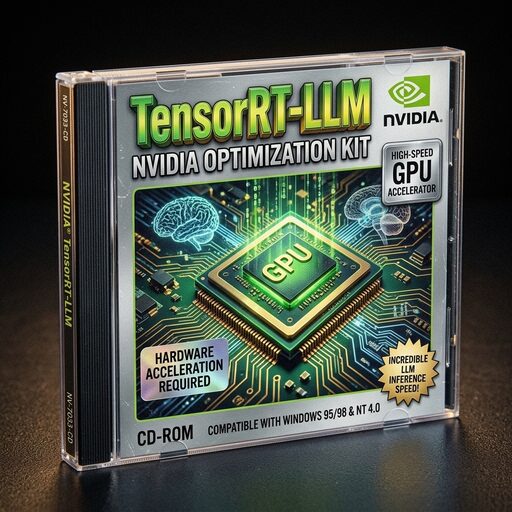 TensorRT-LLM
NVIDIA OPTIMIZATION KIT
NVIDIA.
HIGH-SPEED
GPU
ACCELERATOR
GPU
HARDWARE
ACCELERATION
REQUIRED
INCREDIBLE
LLM
INFERENCE
SPEED!
CD-ROM
COMPATIBLE WITH WINDOWS 95/98 & NT 4.0
NV-7033-CD
NVIDIA® TensorRT-LLM
NV-7033-CD